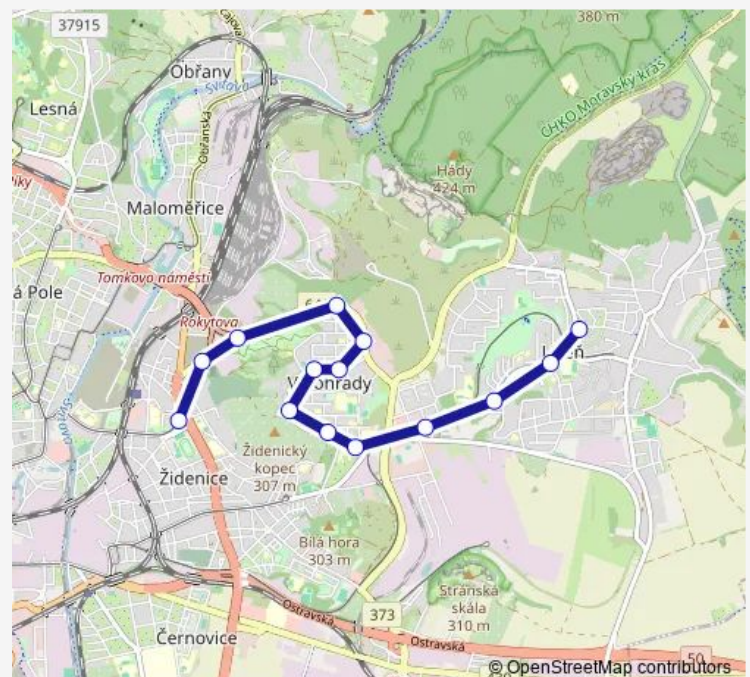 37915
380 m
Obřany
Svitava
Lesná
Obřanská
CHKO Moravský kras
Hády
424 m
Maloměřice
Tomkovo náměstí
á Pole
Rokytova
Židenický
kopec
307 m
Židenice
Svitava
Bílá hora
303 m
Stránská
skála
310 m
Ostravská
373
Ostravská
Černovice
50
© OpenStreetMap contributors